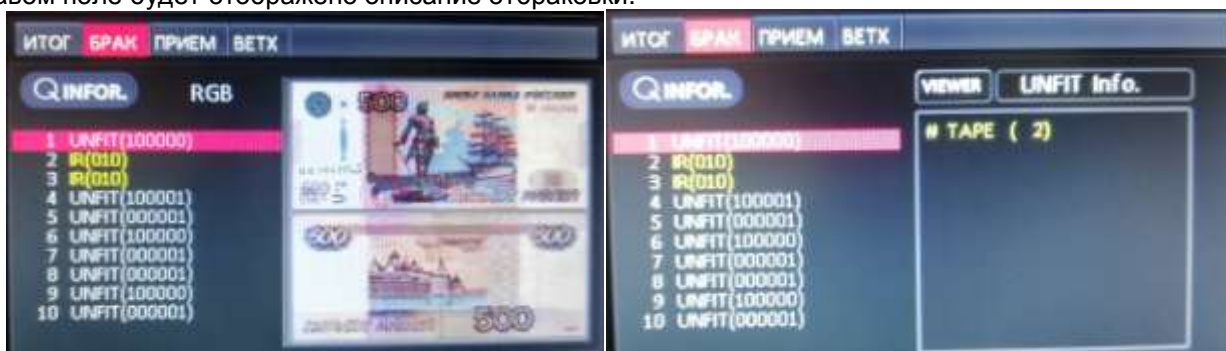 авом поле будет отображено описание отбраковки.
ИТОГ БРАК ПРИЕМ ВЕТХ
INFOR. RGB
1 UNFIT(100000)
2 IR(010)
3 IR(010)
4 UNFIT(100001)
5 UNFIT(000001)
6 UNFIT(100000)
7 UNFIT(000001)
8 UNFIT(000001)
9 UNFIT(100000)
10 UNFIT(000001)
500
500
500
500
ИТОГ БРАК ПРИЕМ ВЕТХ
INFOR.
VIEWER UNFIT Info.
1 UNFIT(100000)
2 IR(010)
3 IR(010)
4 UNFIT(100001)
5 UNFIT(000001)
6 UNFIT(100000)
7 UNFIT(000001)
8 UNFIT(000001)
9 UNFIT(100000)
10 UNFIT(000001)
# TAPE ( 2)